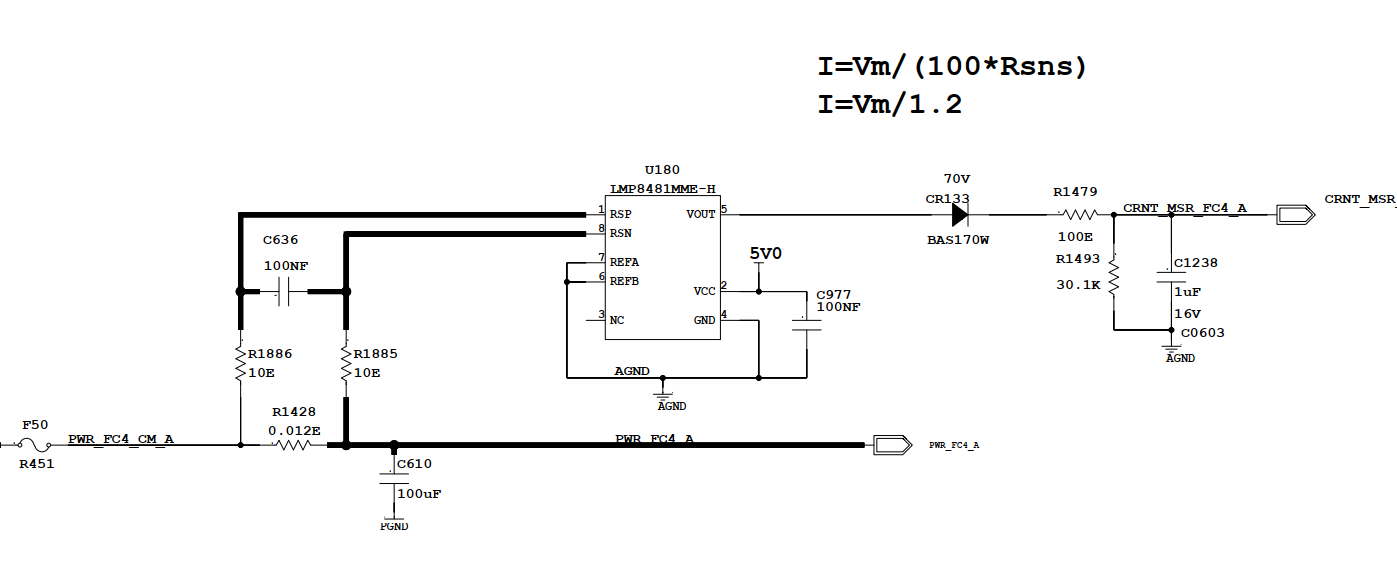 I=Vm/(100*Rsns)
I=Vm/1.2
U180
LMP8481MME-H
1 RSP
8 RSN
7 REFA
6 REFB
3 NC
VOUT 5
VCC 2
GND 4
5V0
C977
100NF
AGND
AGND
70V
CR133
BAS170W
R1479
100E
CRNT_MSR_FC4_A
CRNT_MSR_
R1493
30.1K
C1238
1uF
16V
C0603
AGND
C636
100NF
R1886
10E
R1885
10E
F50
R451
PWR_FC4_CM_A
R1428
0.012E
PWR_FC4_A
PWR_FC4_A
C610
100uF
PGND